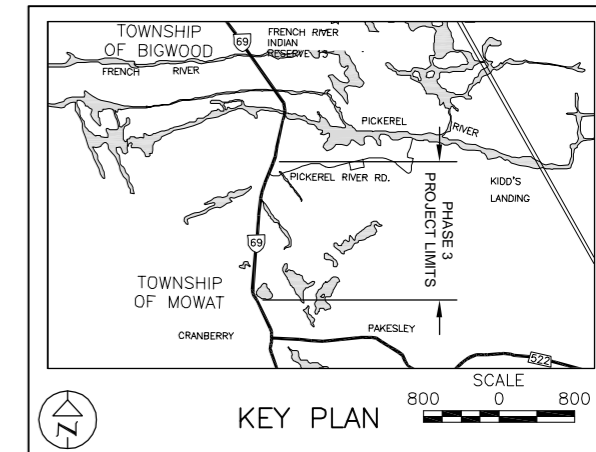 TOWNSHIP
OF BIGWOOD
69
FRENCH RIVER
INDIAN
RESERVE 13
FRENCH RIVER
PICKEREL RIVER
PICKEREL RIVER RD.
KIDD'S
LANDING
PHASE 3
PROJECT LIMITS
69
TOWNSHIP
OF MOWAT
CRANBERRY
PAKESLEY
522
N
KEY PLAN
SCALE
800 0 800